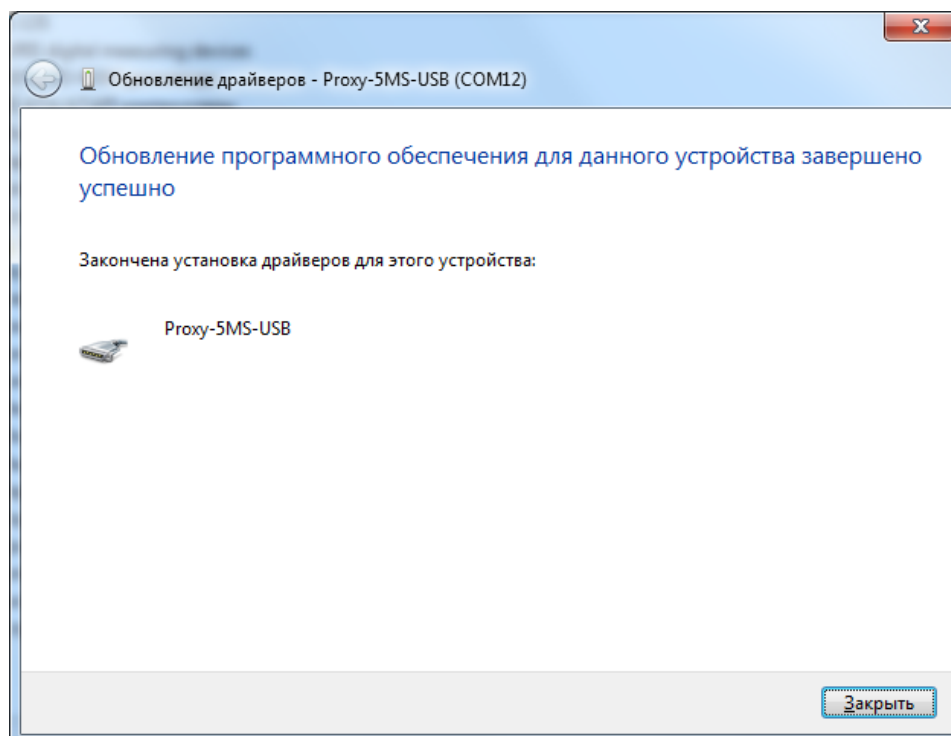 Обновление драйверов - Proxy-5MS-USB (COM12)
Обновление программного обеспечения для данного устройства завершено
успешно
Закончена установка драйверов для этого устройства:
Proxy-5MS-USB
Закрыть